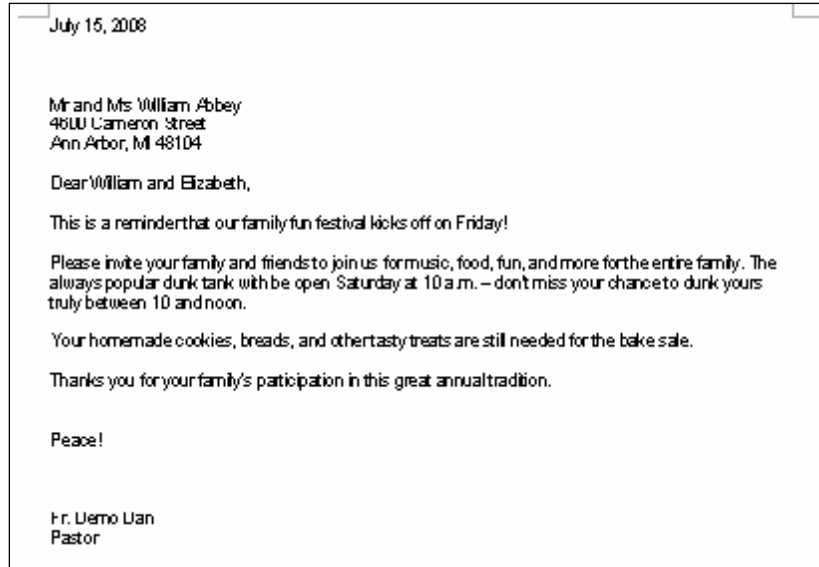 July 15, 2008
Mr and Mrs William Abbey
4600 Cameron Street
Ann Arbor, MI 48104
Dear William and Elizabeth,
This is a reminder that our family fun festival kicks off on Friday!
Please invite your family and friends to join us for music, food, fun, and more for the entire family. The
always popular dunk tank with be open Saturday at 10 a.m. – don't miss your chance to dunk yours
truly between 10 and noon.
Your homemade cookies, breads, and other tasty treats are still needed for the bake sale.
Thanks you for your family's participation in this great annual tradition.
Peace!
Fr. Demo Dan
Pastor